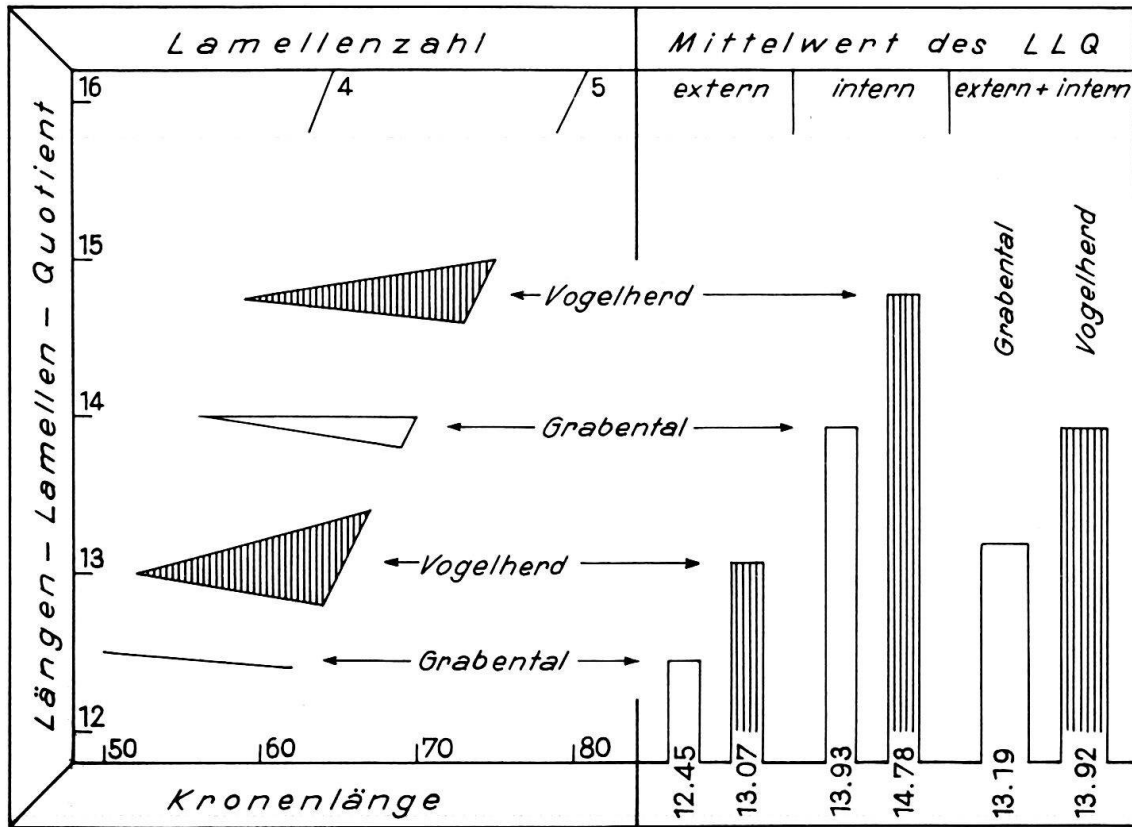 Lamellenzahl
Mittelwert des LLQ
4
5
extern
intern
extern + intern
Längen-Lamellen-Quotient
16
15
14
13
12
Vogelherd
Grabental
Vogelherd
Grabental
Grabental
Vogelherd
50
60
70
80
Kronenlänge
12.45
13.07
13.93
14.78
13.19
13.92